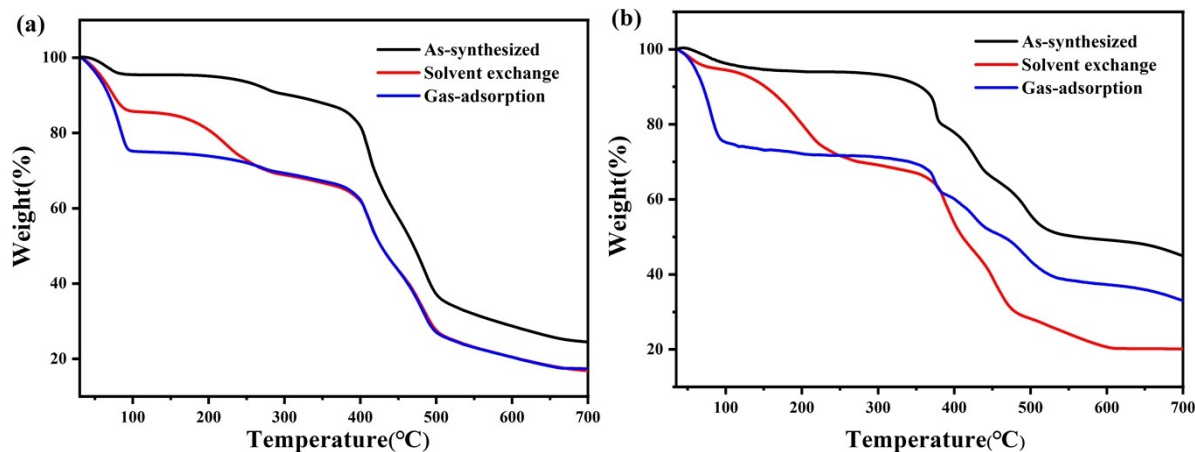 (a)
As-synthesized
Solvent exchange
Gas-adsorption
Weight(%)
100
80
60
40
20
100
200
300
400
500
600
700
Temperature(℃)
(b)
As-synthesized
Solvent exchange
Gas-adsorption
Weight(%)
100
80
60
40
20
100
200
300
400
500
600
700
Temperature(℃)